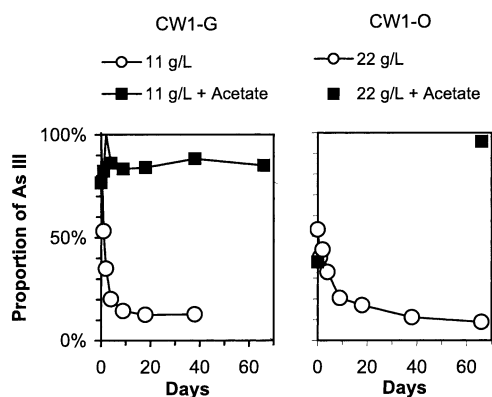 CW1-G
11 g/L
11 g/L + Acetate
CW1-O
22 g/L
22 g/L + Acetate
Proportion of As III
100%
50%
0%
0 20 40 60
Days
0 20 40 60
Days